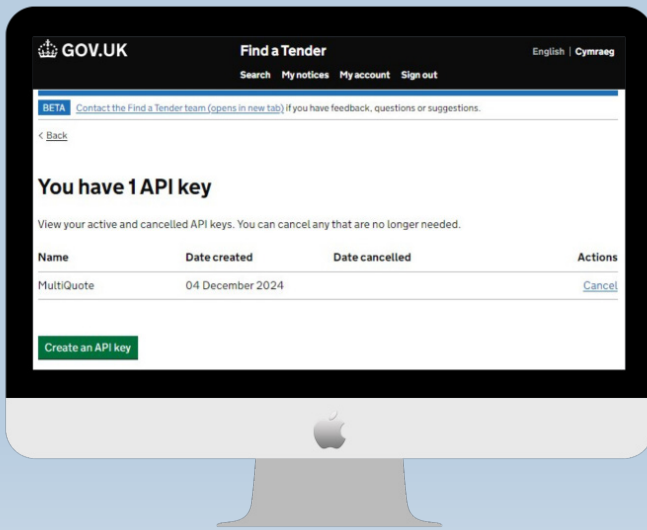 GOV.UK
Find a Tender
English | Cymraeg
Search My notices My account Sign out
BETA Contact the Find a Tender team (opens in new tab) if you have feedback, questions or suggestions.
< Back
You have 1 API key
View your active and cancelled API keys. You can cancel any that are no longer needed.
Name Date created Date cancelled Actions
MultiQuote 04 December 2024 Cancel
Create an API key